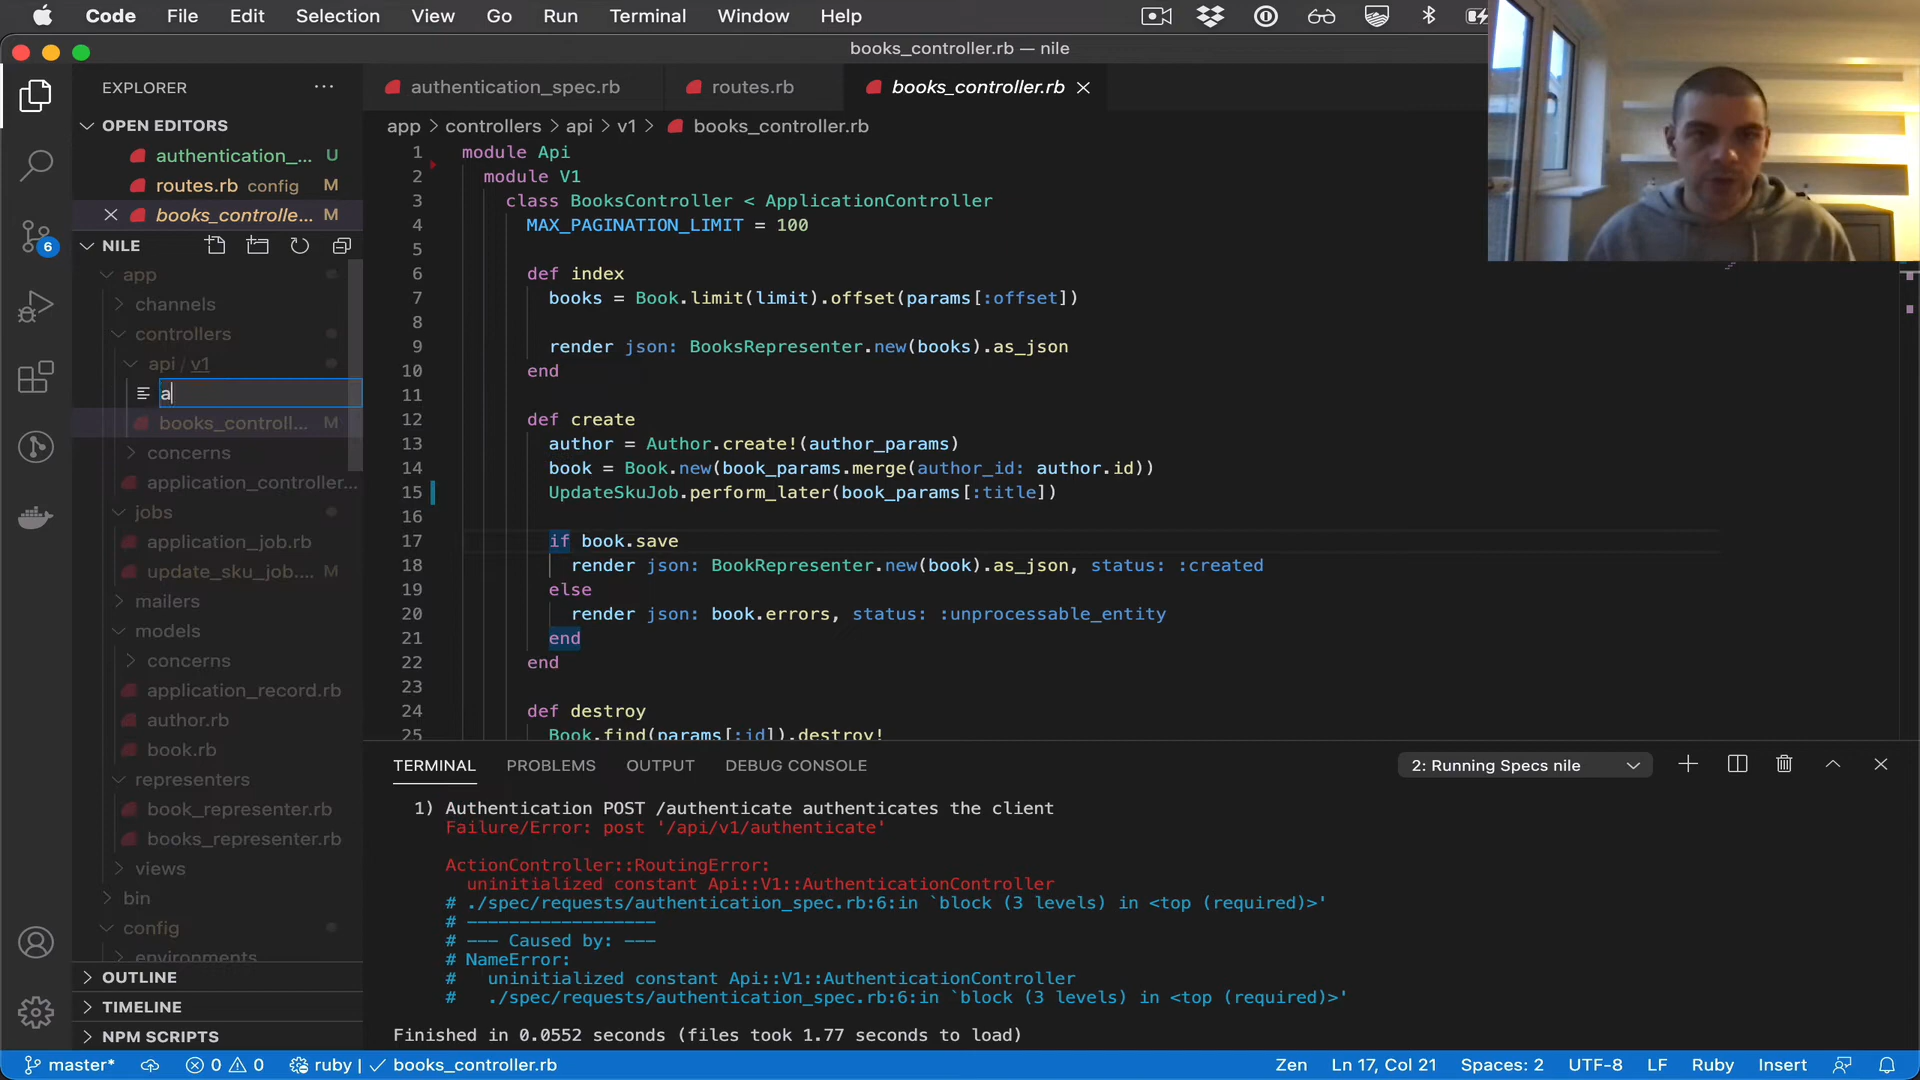 Code File Edit Selection View Go Run Terminal Window Help
books_controller.rb — nile
EXPLORER
OPEN EDITORS
authentication_... U
routes.rb config M
books_controlle... M
NILE
app
channels
controllers
api / v1
a
books_controll... M
concerns
application_controller...
jobs
application_job.rb
update_sku_job.... M
mailers
models
concerns
application_record.rb
author.rb
book.rb
representers
book_representer.rb
books_representer.rb
views
bin
config
environments
OUTLINE
TIMELINE
NPM SCRIPTS
6
authentication_spec.rb routes.rb books_controller.rb
app > controllers > api > v1 > books_controller.rb
1 module Api
2 module V1
3 class BooksController < ApplicationController
4 MAX_PAGINATION_LIMIT = 100
5
6 def index
7 books = Book.limit(limit).offset(params[:offset])
8
9 render json: BooksRepresenter.new(books).as_json
10 end
11
12 def create
13 author = Author.create!(author_params)
14 book = Book.new(book_params.merge(author_id: author.id))
15 UpdateSkuJob.perform_later(book_params[:title])
16
17 if book.save
18 render json: BookRepresenter.new(book).as_json, status: :created
19 else
20 render json: book.errors, status: :unprocessable_entity
21 end
22 end
23
24 def destroy
25 Book.find(params[:id]).destroy!
TERMINAL PROBLEMS OUTPUT DEBUG CONSOLE 2: Running Specs nile
1) Authentication POST /authenticate authenticates the client
Failure/Error: post '/api/v1/authenticate'
ActionController::RoutingError:
uninitialized constant Api::V1::AuthenticationController
# ./spec/requests/authentication_spec.rb:6:in `block (3 levels) in <top (required)>'
# ------------------
# --- Caused by: ---
# NameError:
# uninitialized constant Api::V1::AuthenticationController
# ./spec/requests/authentication_spec.rb:6:in `block (3 levels) in <top (required)>'
Finished in 0.0552 seconds (files took 1.77 seconds to load)
master* 0 0 ruby | books_controller.rb Zen Ln 17, Col 21 Spaces: 2 UTF-8 LF Ruby Insert